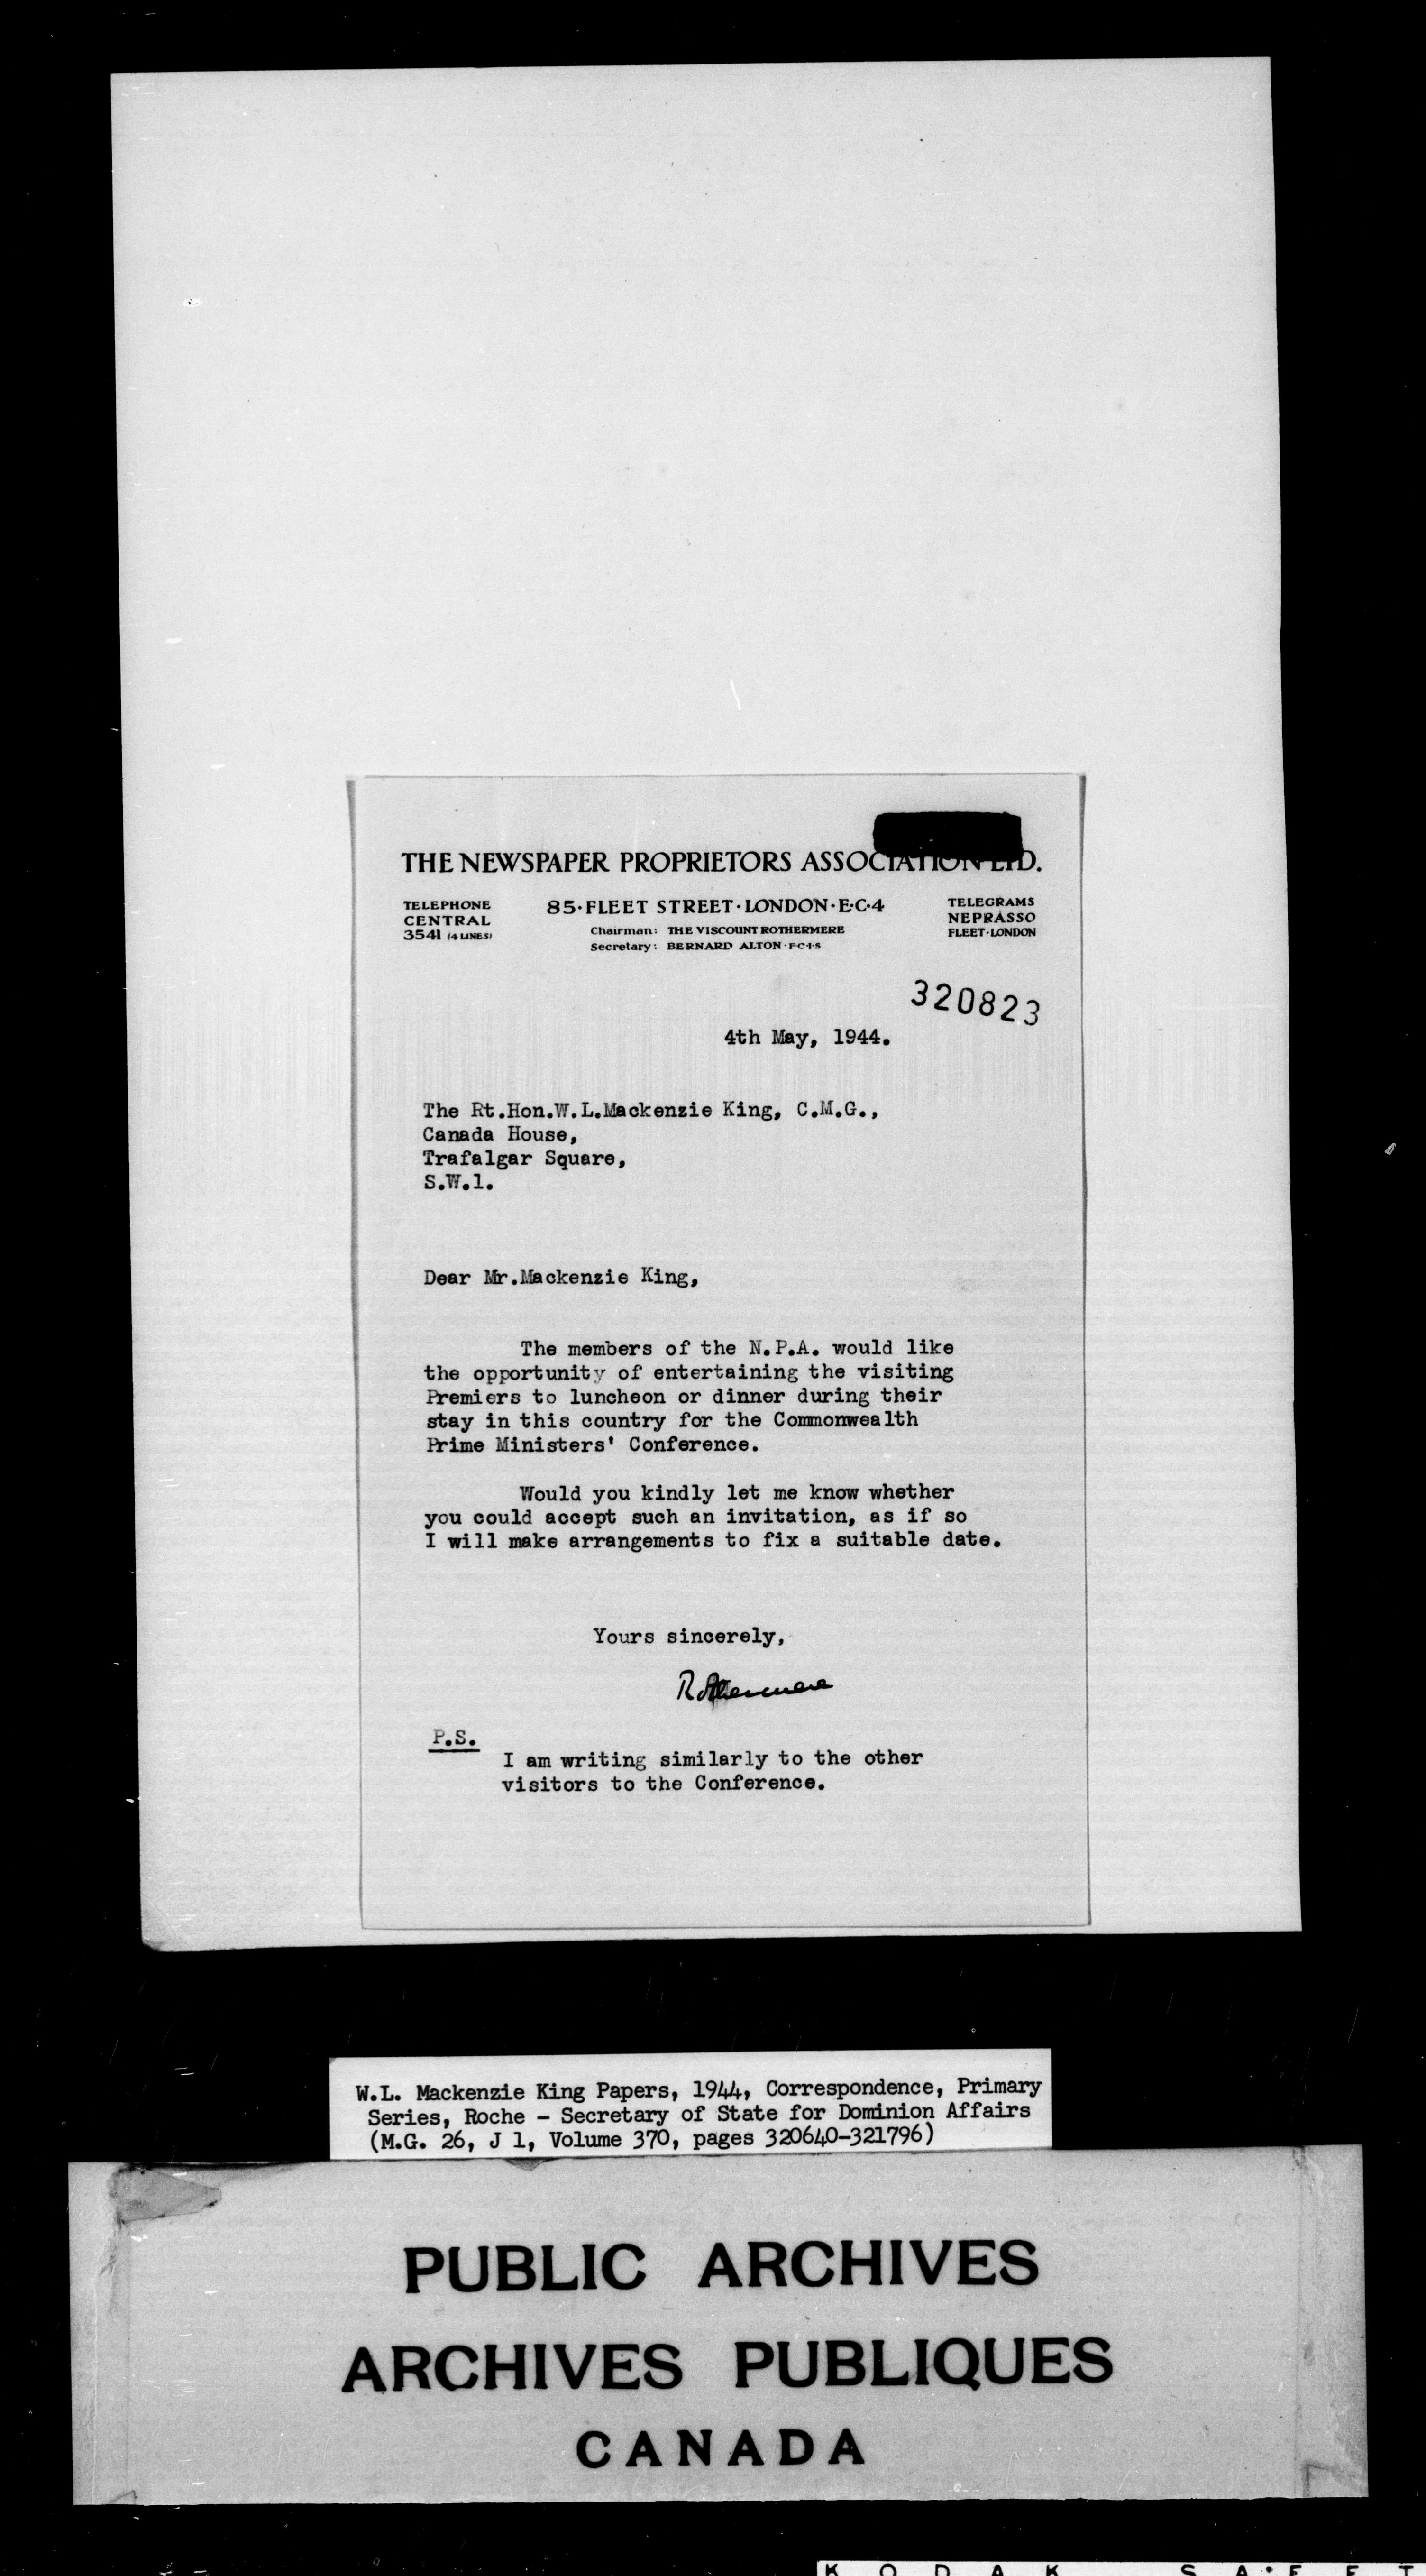 THE NEWSPAPER PROPRIETORS ASSOCIATION LTD.
TELEPHONE
CENTRAL
3541 (4 LINES)
85·FLEET STREET·LONDON·E·C·4
Chairman: THE VISCOUNT ROTHERMERE
Secretary: BERNARD ALTON·F·C·I·S
TELEGRAMS
NEPRASSO
FLEET·LONDON
320823
4th May, 1944.
The Rt.Hon.W.L.Mackenzie King, C.M.G.,
Canada House,
Trafalgar Square,
S.W.1.
Dear Mr.Mackenzie King,
The members of the N.P.A. would like
the opportunity of entertaining the visiting
Premiers to luncheon or dinner during their
stay in this country for the Commonwealth
Prime Ministers' Conference.
Would you kindly let me know whether
you could accept such an invitation, as if so
I will make arrangements to fix a suitable date.
Yours sincerely,
Rothermere
P.S.
I am writing similarly to the other
visitors to the Conference.
W.L. Mackenzie King Papers, 1944, Correspondence, Primary
Series, Roche - Secretary of State for Dominion Affairs
(M.G. 26, J 1, Volume 370, pages 320640-321796)
PUBLIC ARCHIVES
ARCHIVES PUBLIQUES
CANADA
KODAK SAFET